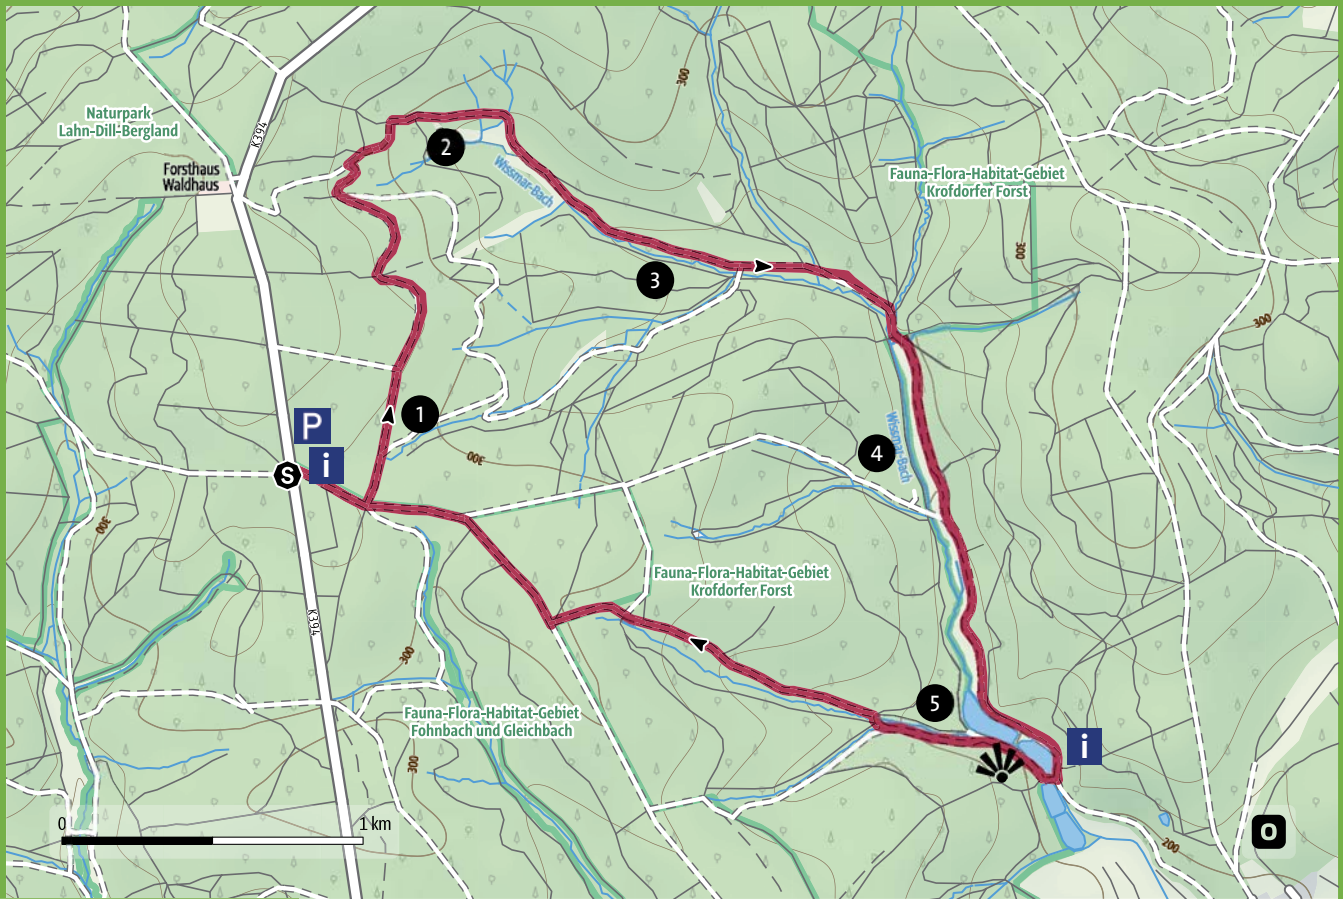 300
K394
Naturpark
Lahn-Dill-Bergland
2
Forsthaus
Waldhaus
Wissmar-Bach
Fauna-Flora-Habitat-Gebiet
Krofdorfer Forst
300
3
300
1
P
i
S
300
4
Wissmar-Bach
300
Fauna-Flora-Habitat-Gebiet
Krofdorfer Forst
K394
300
5
Fauna-Flora-Habitat-Gebiet
Fohnbach und Gleichbach
i
300
0
1 km
200
O